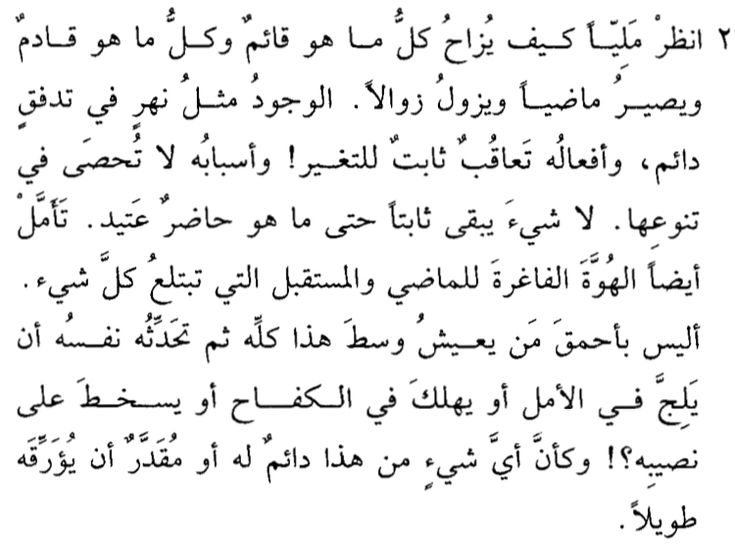 ٢ انظرْ مَلِيّاً كيف يُزاحُ كلُّ ما هو قائمٌ وكلُّ ما هو قادمٌ
ويصيرُ ماضياً ويزولُ زوالاً. الوجودُ مثلُ نهرٍ في تدفقٍ
دائم، وأفعالُه تَعاقُبٌ ثابتٌ للتغير! وأسبابُه لا تُحصَى في
تنوعِها. لا شيءَ يبقى ثابتاً حتى ما هو حاضرٌ عَتيد. تَأَمَّلْ
أيضاً الهُوَّةَ الفاغرةَ للماضي والمستقبل التي تبتلعُ كلَّ شيء.
أليس بأحمقَ مَن يعيشُ وسطَ هذا كلِّه ثم تحَدِّثُه نفسُه أن
يَلِجَّ في الأمل أو يهلكَ في الكفاح أو يسخطَ على
نصيبِه؟! وكأنَّ أيَّ شيءٍ من هذا دائمٌ له أو مُقَدَّرٌ أن يُؤَرِّقَه
طويلاً.